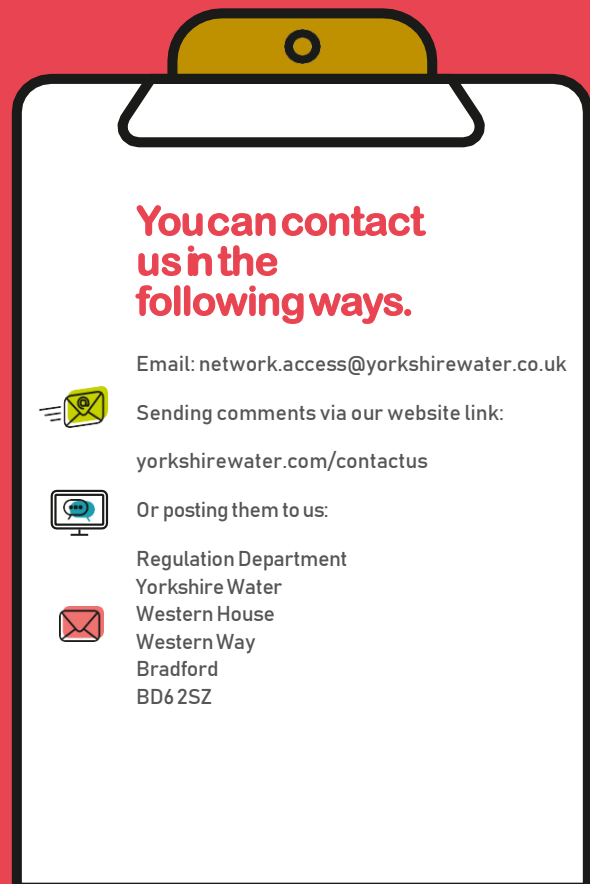 You can contact
us in the
following ways.
Email: network.access@yorkshirewater.co.uk
@
Sending comments via our website link:
yorkshirewater.com/contactus
Or posting them to us:
Regulation Department
Yorkshire Water
Western House
Western Way
Bradford
BD6 2SZ